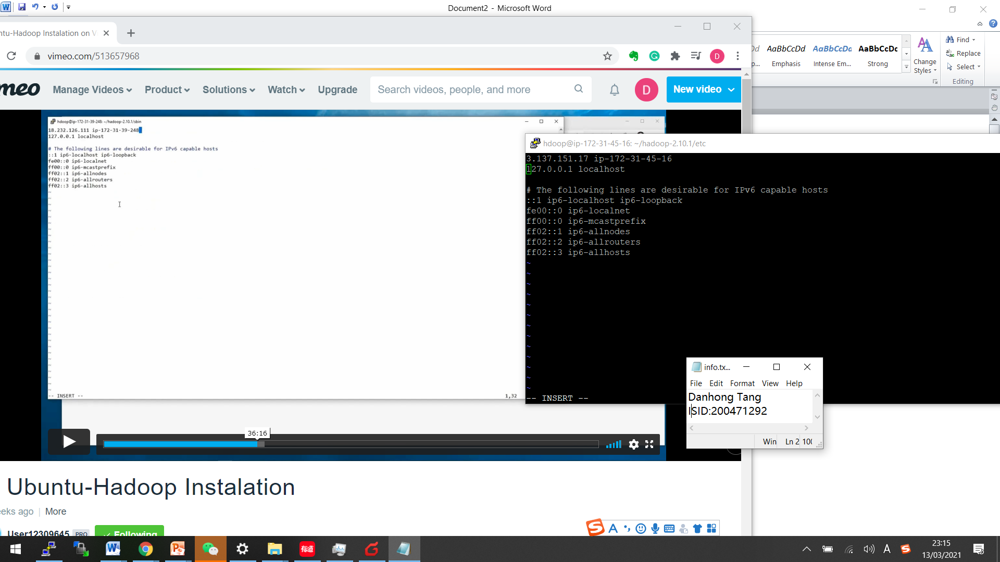 Document2 - Microsoft Word
ntu-Hadoop Instalation on V
vimeo.com/513657968
D
AaBbCcDd AaBbCcDd AaBbCcDc
Emphasis Intense Em... Strong
Change
Styles
Find
Replace
Select
Editing
meo Manage Videos Product Solutions Watch Upgrade Search videos, people, and more D New video
hdoop@ip-172-31-39-248: ~/hadoop-2.10.1/sbin
18.232.126.111 ip-172-31-39-248
127.0.0.1 localhost
# The following lines are desirable for IPv6 capable hosts
::1 ip6-localhost ip6-loopback
fe00::0 ip6-localnet
ff00::0 ip6-mcastprefix
ff02::1 ip6-allnodes
ff02::2 ip6-allrouters
ff02::3 ip6-allhosts
-- INSERT -- 1,32
hdoop@ip-172-31-45-16: ~/hadoop-2.10.1/etc
3.137.151.17 ip-172-31-45-16
127.0.0.1 localhost
# The following lines are desirable for IPv6 capable hosts
::1 ip6-localhost ip6-loopback
fe00::0 ip6-localnet
ff00::0 ip6-mcastprefix
ff02::1 ip6-allnodes
ff02::2 ip6-allrouters
ff02::3 ip6-allhosts
-- INSERT --
info.tx...
File Edit Format View Help
Danhong Tang
SID:200471292
Win Ln 2 100
36:16
Ubuntu-Hadoop Instalation
eeks ago | More
User12309645 PRO Following
有道
A
23:15
13/03/2021